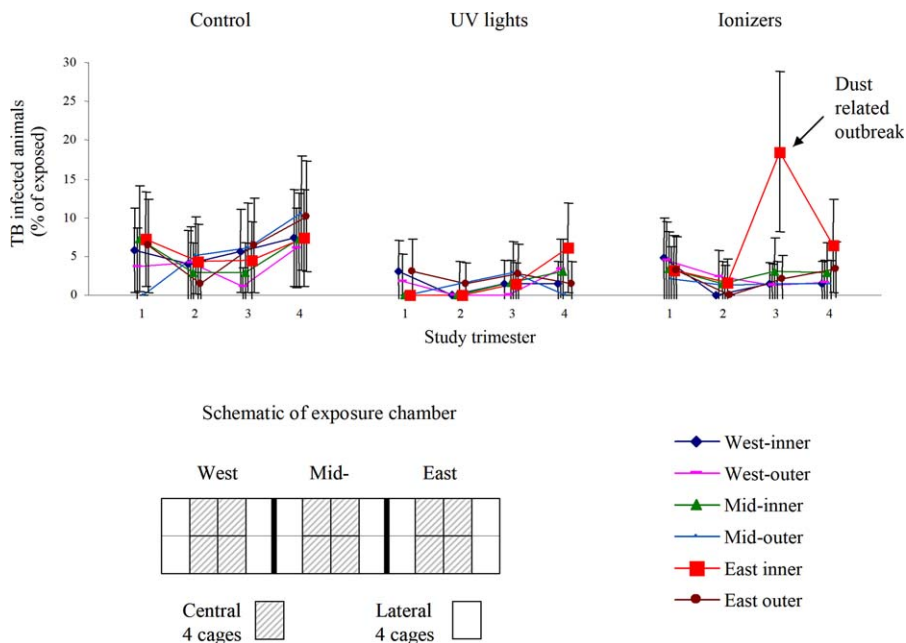 Control
UV lights
Ionizers
TB infected animals
(% of exposed)
30
25
20
15
10
5
0
Dust
related
outbreak
1
2
3
4
1
2
3
4
1
2
3
4
Study trimester
Schematic of exposure chamber
West
Mid-
East
Central
4 cages
Lateral
4 cages
West-inner
West-outer
Mid-inner
Mid-outer
East inner
East outer